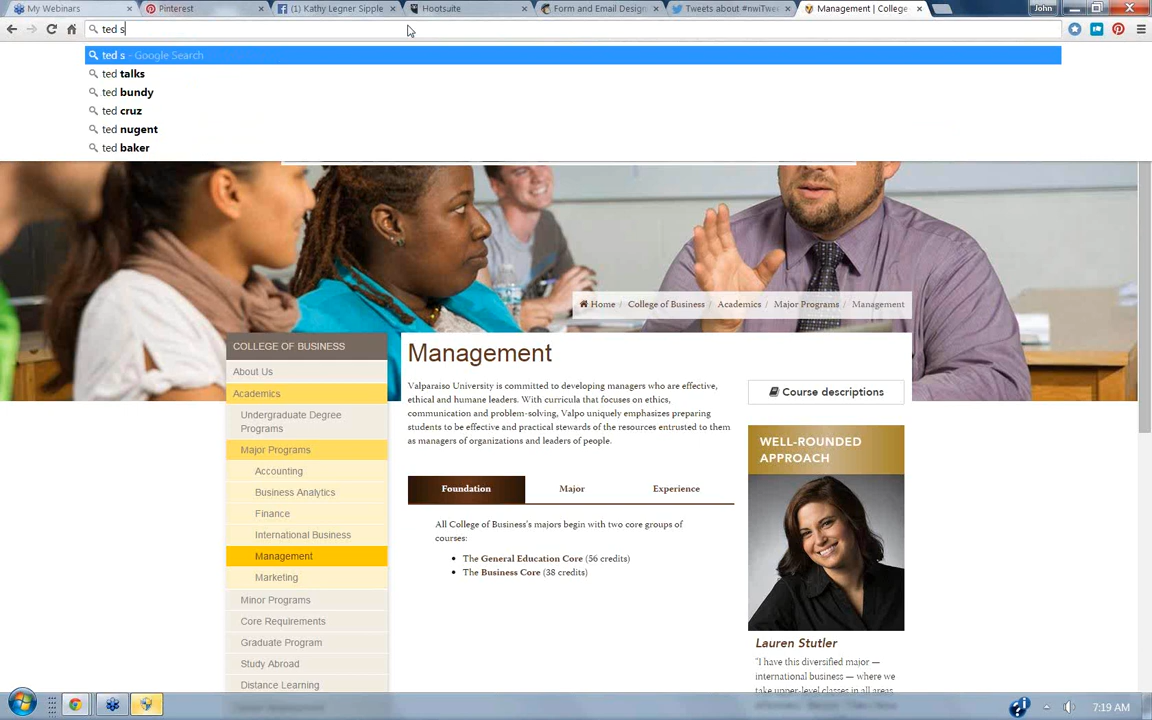 My Webinars
Pinterest
(1) Kathy Legner Sipple
Hootsuite
Form and Email Design
Tweets about #nwiTwee
Management | College
John
ted s
ted s - Google Search
ted talks
ted bundy
ted cruz
ted nugent
ted baker
Home / College of Business / Academics / Major Programs / Management
COLLEGE OF BUSINESS
About Us
Academics
Undergraduate Degree
Programs
Major Programs
Accounting
Business Analytics
Finance
International Business
Management
Marketing
Minor Programs
Core Requirements
Graduate Program
Study Abroad
Distance Learning
Management
Valparaiso University is committed to developing managers who are effective,
ethical and humane leaders. With curricula that focuses on ethics,
communication and problem-solving, Valpo uniquely emphasizes preparing
students to be effective and practical stewards of the resources entrusted to them
as managers of organizations and leaders of people.
Foundation
Major
Experience
All College of Business's majors begin with two core groups of
courses:
• The General Education Core (56 credits)
• The Business Core (38 credits)
Course descriptions
WELL-ROUNDED
APPROACH
Lauren Stutler
"I have this diversified major —
international business — where we
take upper-level classes in all areas
7:19 AM